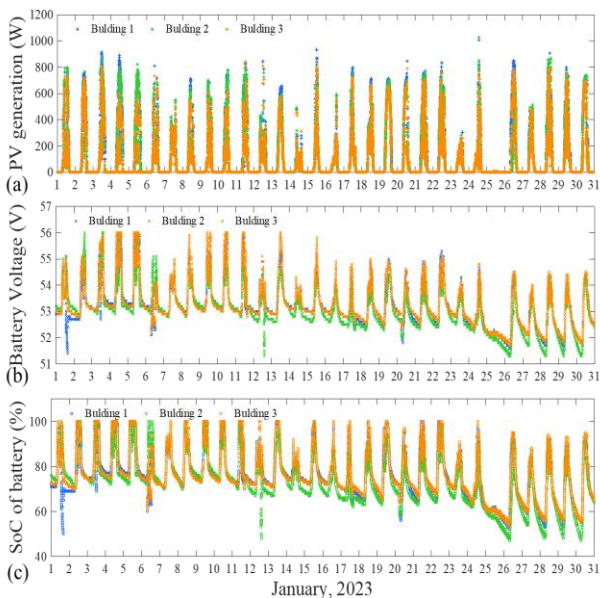 1200
Bulding 1 Bulding 2 Bulding 3
1000
800
600
400
200
0
PV generation (W)
(a)
1 2 3 4 5 6 7 8 9 10 11 12 13 14 15 16 17 18 19 20 21 22 23 24 25 26 27 28 29 30 31
57
Bulding 1 Bulding 2 Bulding 3
56
55
54
53
52
51
Battery Voltage (V)
(b)
1 2 3 4 5 6 7 8 9 10 11 12 13 14 15 16 17 18 19 20 21 22 23 24 25 26 27 28 29 30 31
Bulding 1 Bulding 2 Bulding 3
100
80
60
40
SoC of battery (%)
(c)
1 2 3 4 5 6 7 8 9 10 11 12 13 14 15 16 17 18 19 20 21 22 23 24 25 26 27 28 29 30 31
January, 2023